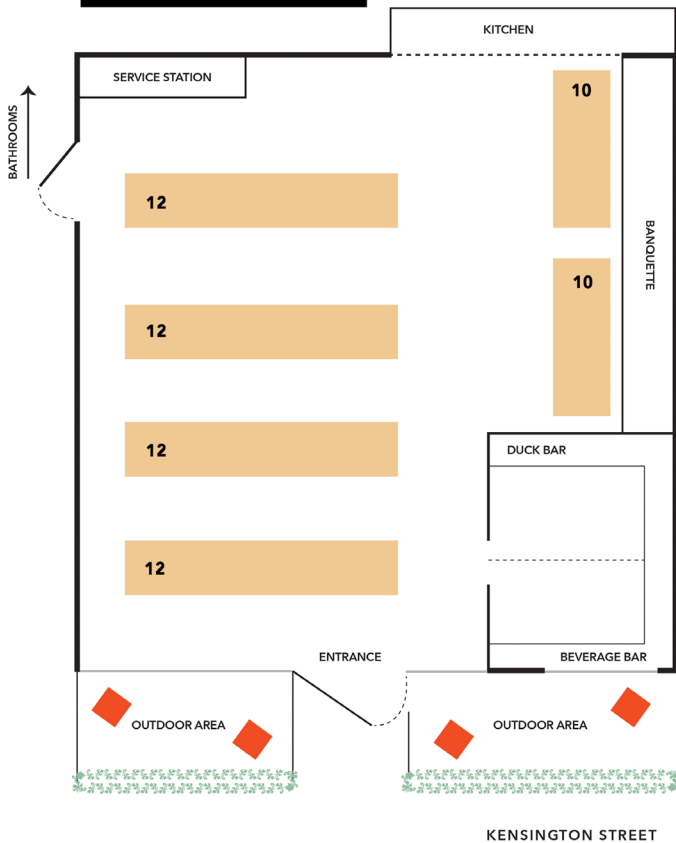 KITCHEN
SERVICE STATION
BATHROOMS
10
12
BANQUETTE
10
12
12
DUCK BAR
12
ENTRANCE
BEVERAGE BAR
OUTDOOR AREA
OUTDOOR AREA
KENSINGTON STREET